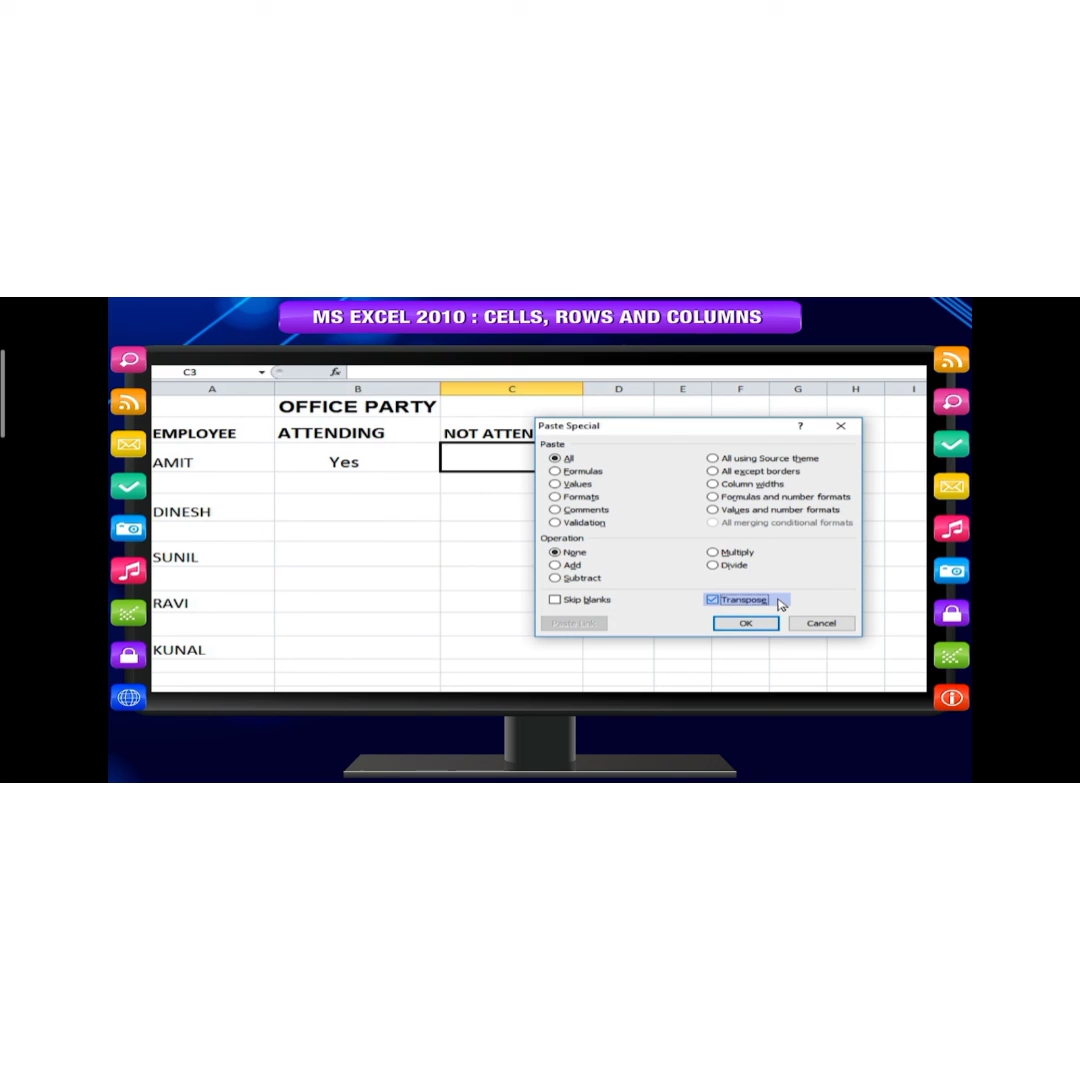 MS EXCEL 2010 : CELLS, ROWS AND COLUMNS
C3
fx
A B C D E F G H I
OFFICE PARTY
EMPLOYEE ATTENDING NOT ATTEN
AMIT Yes
DINESH
SUNIL
RAVI
KUNAL
Paste Special ?
Paste
All All using Source theme
Formulas All except borders
Values Column widths
Formats Formulas and number formats
Comments Values and number formats
Validation All merging conditional formats
Operation
None Multiply
Add Divide
Subtract
Skip blanks Transpose
Paste Link OK Cancel